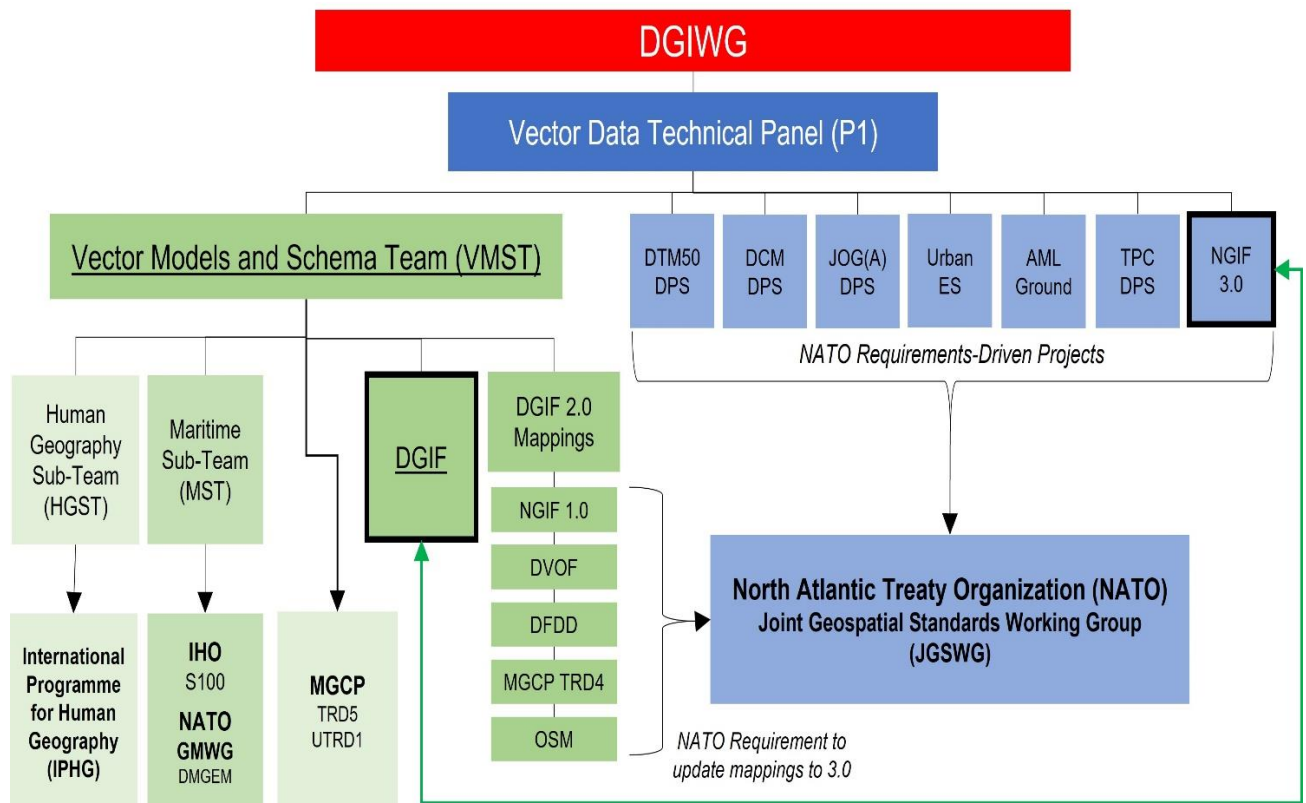 DGIWG
Vector Data Technical Panel (P1)
Vector Models and Schema Team (VMST)
DTM50
DPS
DCM
DPS
JOG(A)
DPS
Urban
ES
AML
Ground
TPC
DPS
NGIF
3.0
NATO Requirements-Driven Projects
Human
Geography
Sub-Team
(HGST)
Maritime
Sub-Team
(MST)
DGIF
DGIF 2.0
Mappings
NGIF 1.0
DVOF
DFDD
MGCP TRD4
OSM
International
Programme
for Human
Geography
(IPHG)
IHO
S100
NATO
GMWG
DMGEM
MGCP
TRD5
UTRD1
North Atlantic Treaty Organization (NATO)
Joint Geospatial Standards Working Group
(JGSWG)
NATO Requirement to
update mappings to 3.0